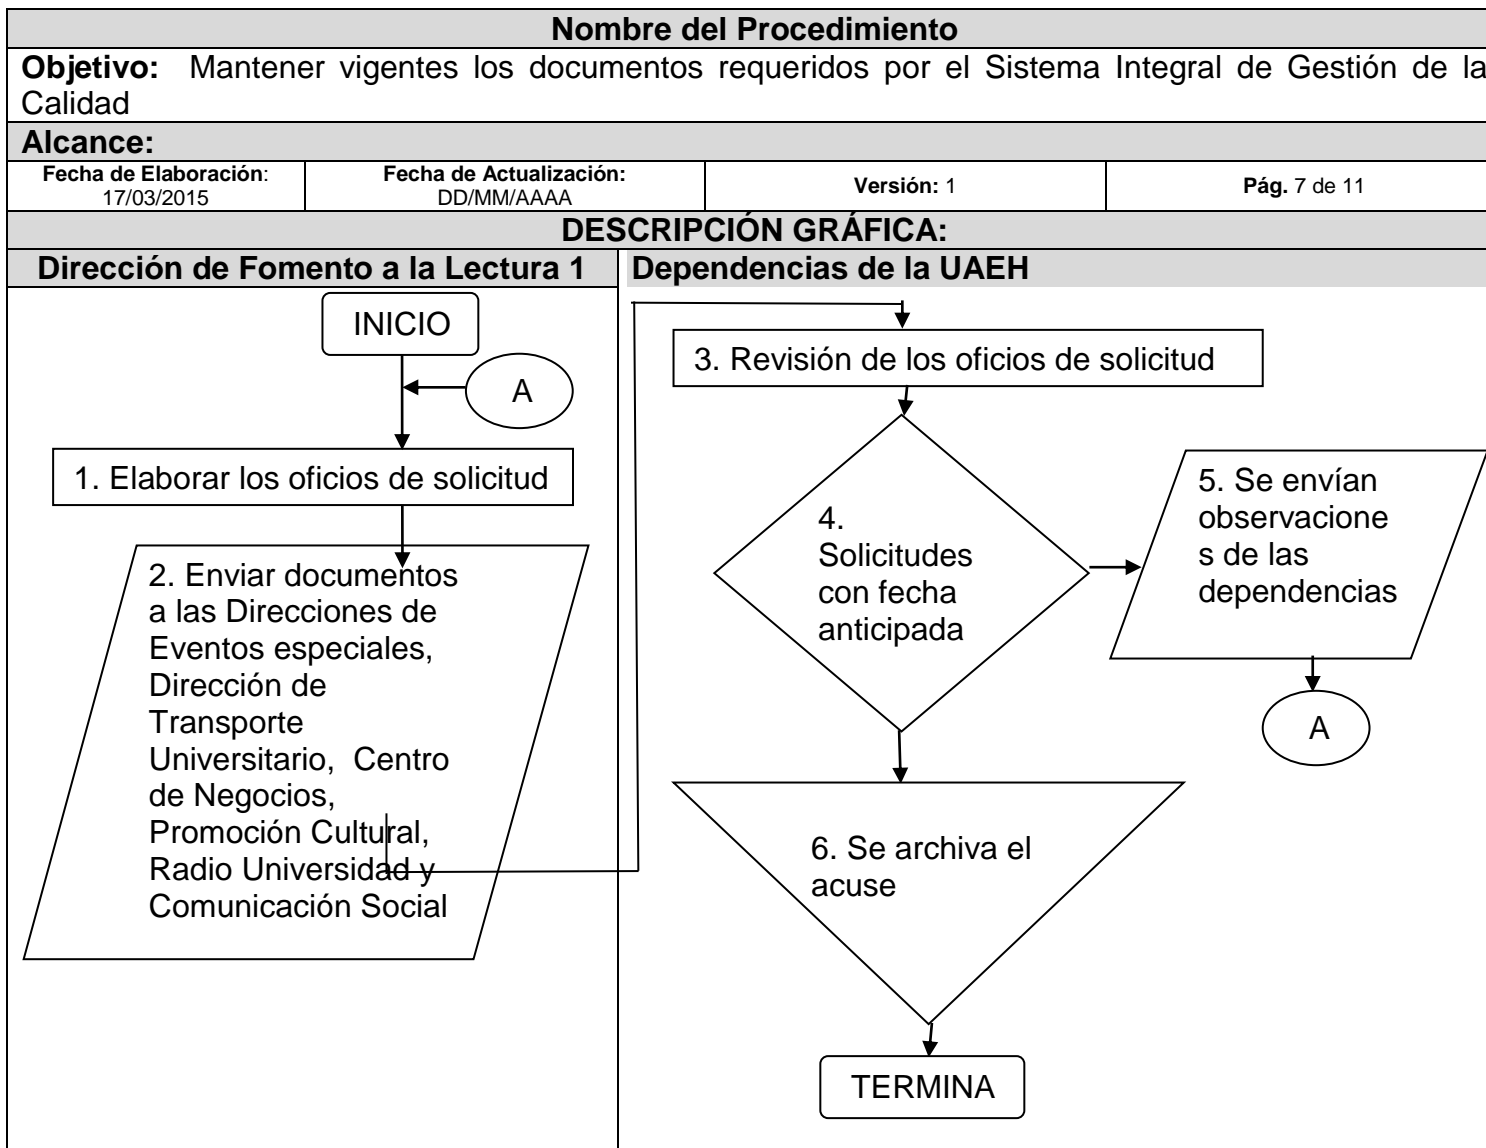 Nombre del Procedimiento
Objetivo: Mantener vigentes los documentos requeridos por el Sistema Integral de Gestión de la
Calidad
Alcance:
Fecha de Elaboración:
17/03/2015
Fecha de Actualización:
DD/MM/AAAA
Versión: 1
Pág. 7 de 11
DESCRIPCIÓN GRÁFICA:
Dirección de Fomento a la Lectura 1
Dependencias de la UAEH
INICIO
A
1. Elaborar los oficios de solicitud
2. Enviar documentos
a las Direcciones de
Eventos especiales,
Dirección de
Transporte
Universitario, Centro
de Negocios,
Promoción Cultural,
Radio Universidad y
Comunicación Social
3. Revisión de los oficios de solicitud
4.
Solicitudes
con fecha
anticipada
5. Se envían
observacione
s de las
dependencias
A
6. Se archiva el
acuse
TERMINA